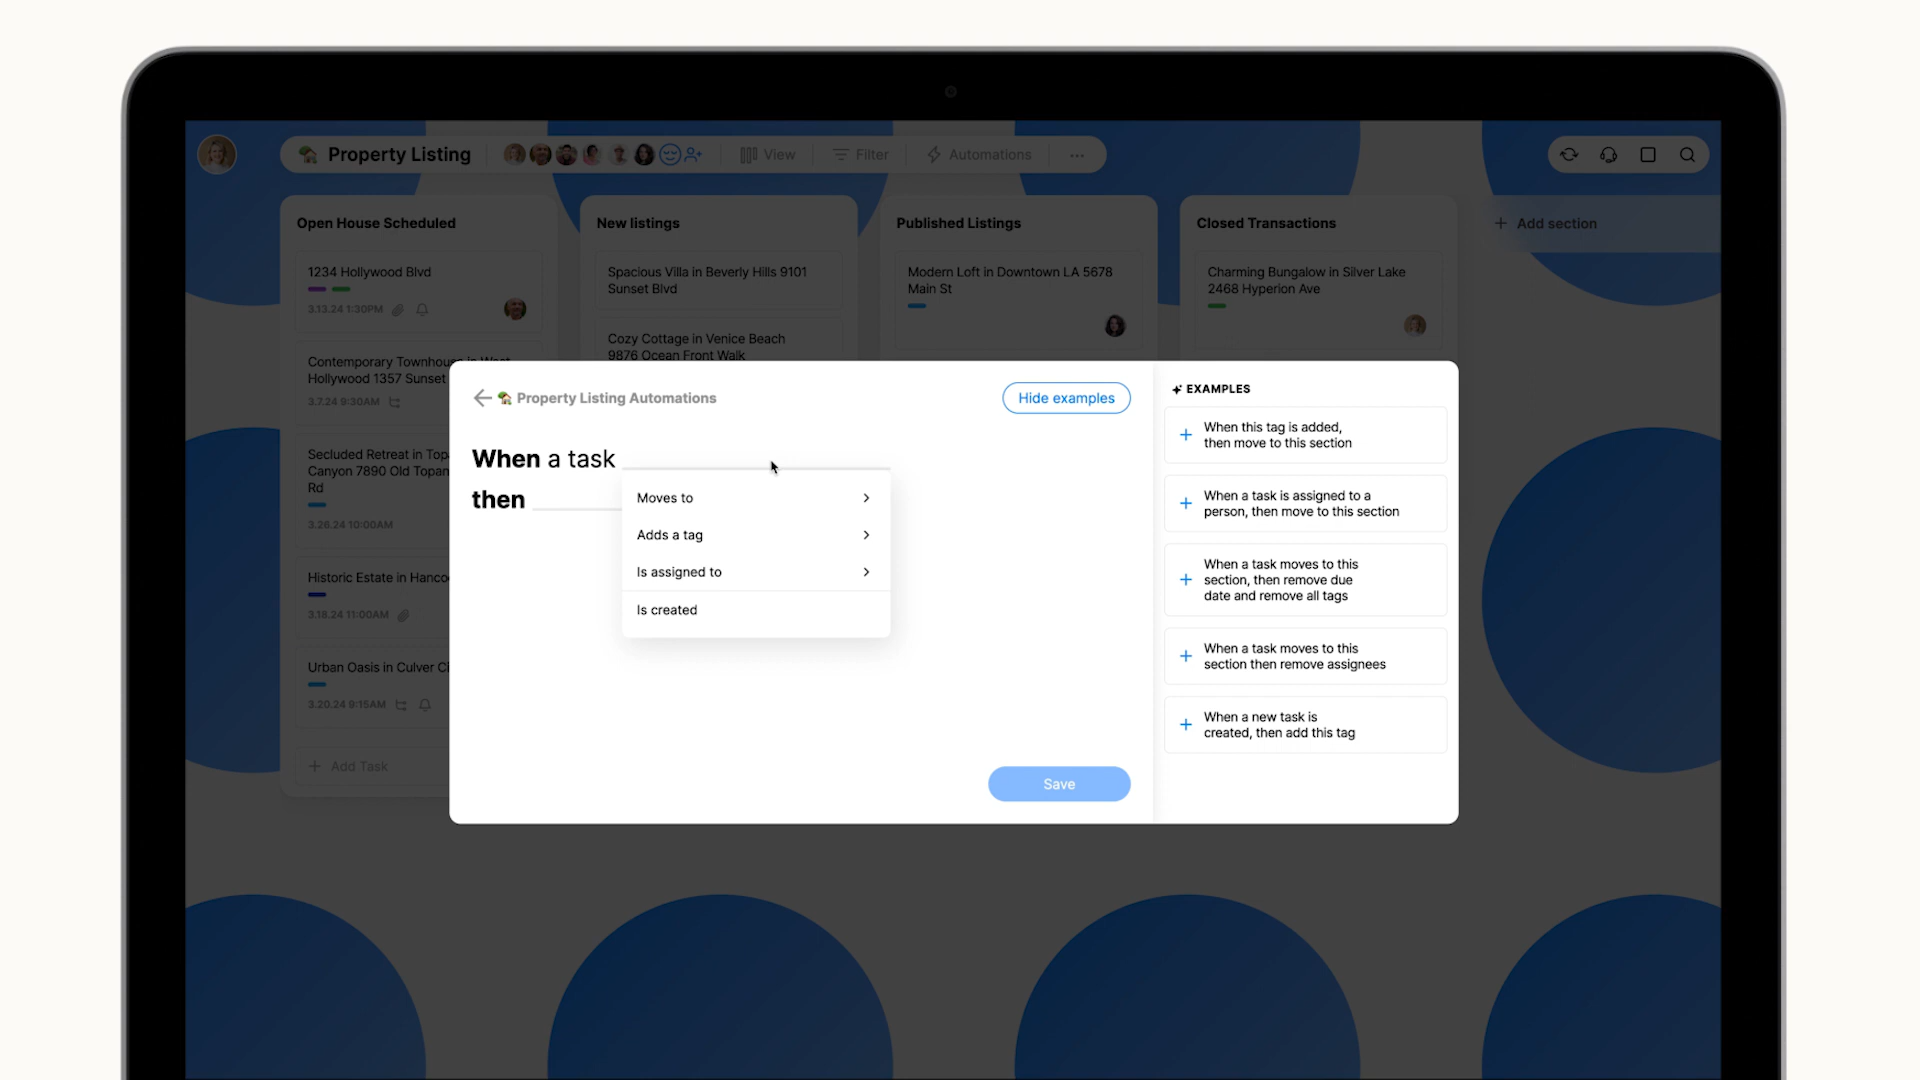 Property Listing
View
Filter
Automations
Open House Scheduled
1234 Hollywood Blvd
3.13.24 1:30PM
Contemporary Townhouse in West
Hollywood 1357 Sunset
3.7.24 9:30AM
Secluded Retreat in Topa
Canyon 7890 Old Topan
Rd
3.26.24 10:00AM
Historic Estate in Hanco
3.18.24 11:00AM
Urban Oasis in Culver Ci
3.20.24 9:15AM
Add Task
New listings
Spacious Villa in Beverly Hills 9101
Sunset Blvd
Cozy Cottage in Venice Beach
9876 Ocean Front Walk
Published Listings
Modern Loft in Downtown LA 5678
Main St
Closed Transactions
Charming Bungalow in Silver Lake
2468 Hyperion Ave
Add section
Property Listing Automations
Hide examples
When a task
then
Moves to
Adds a tag
Is assigned to
Is created
Save
EXAMPLES
When this tag is added,
then move to this section
When a task is assigned to a
person, then move to this section
When a task moves to this
section, then remove due
date and remove all tags
When a task moves to this
section then remove assignees
When a new task is
created, then add this tag